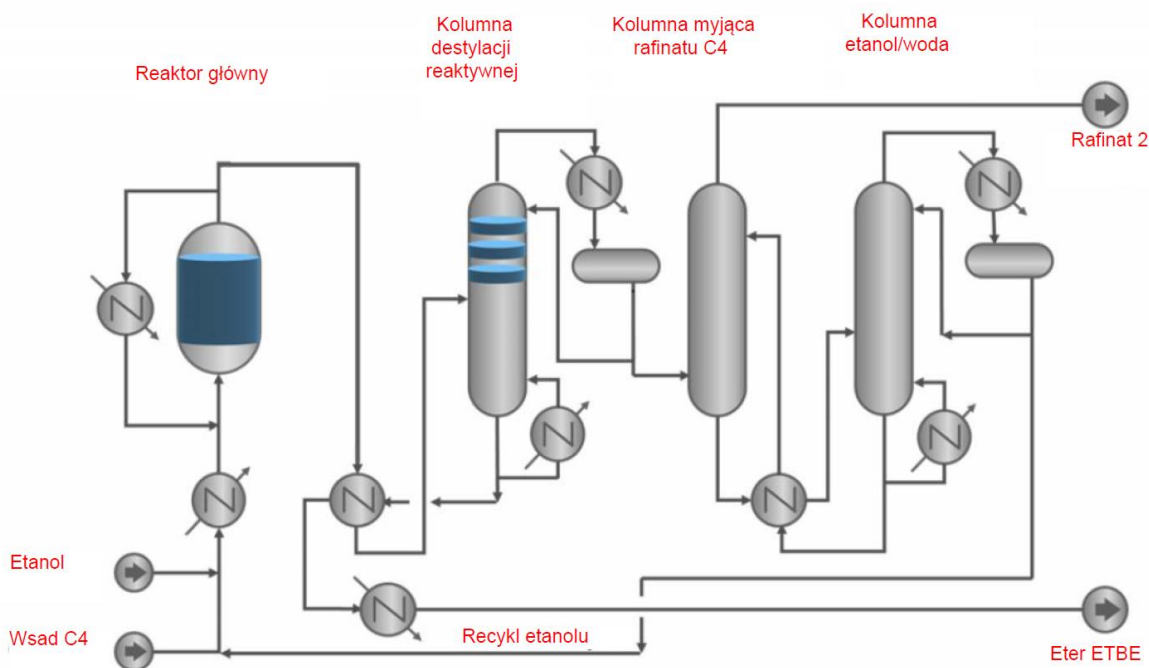 Kolumna
destylacji
reaktywnej
Kolumna myjąca
rafinatu C4
Kolumna
etanol/woda
Reaktor główny
Rafinat 2
Etanol
Wsad C4
Recykl etanolu
Eter ETBE